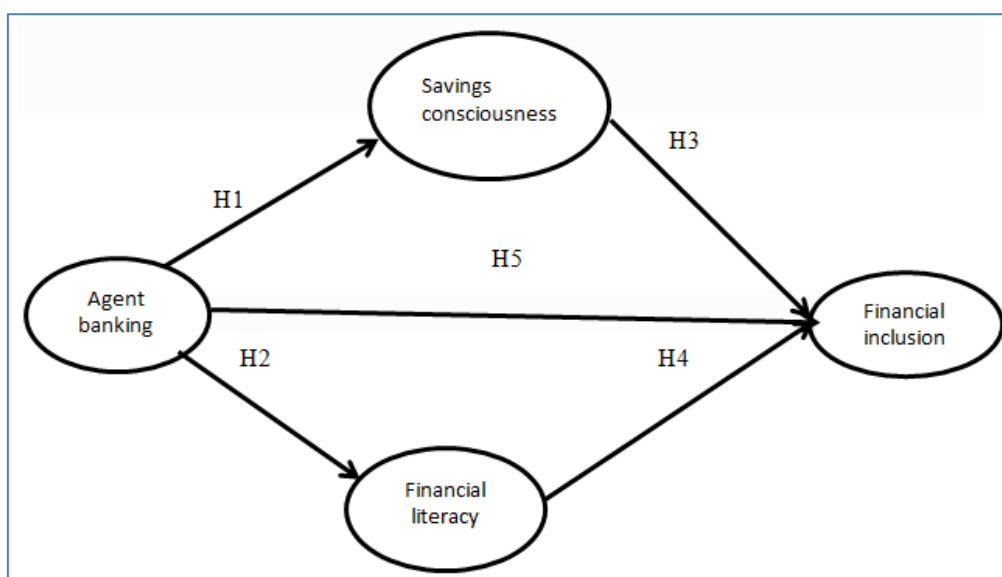 Savings
consciousness
H3
H1
H5
Agent
banking
Financial
inclusion
H2
H4
Financial
literacy